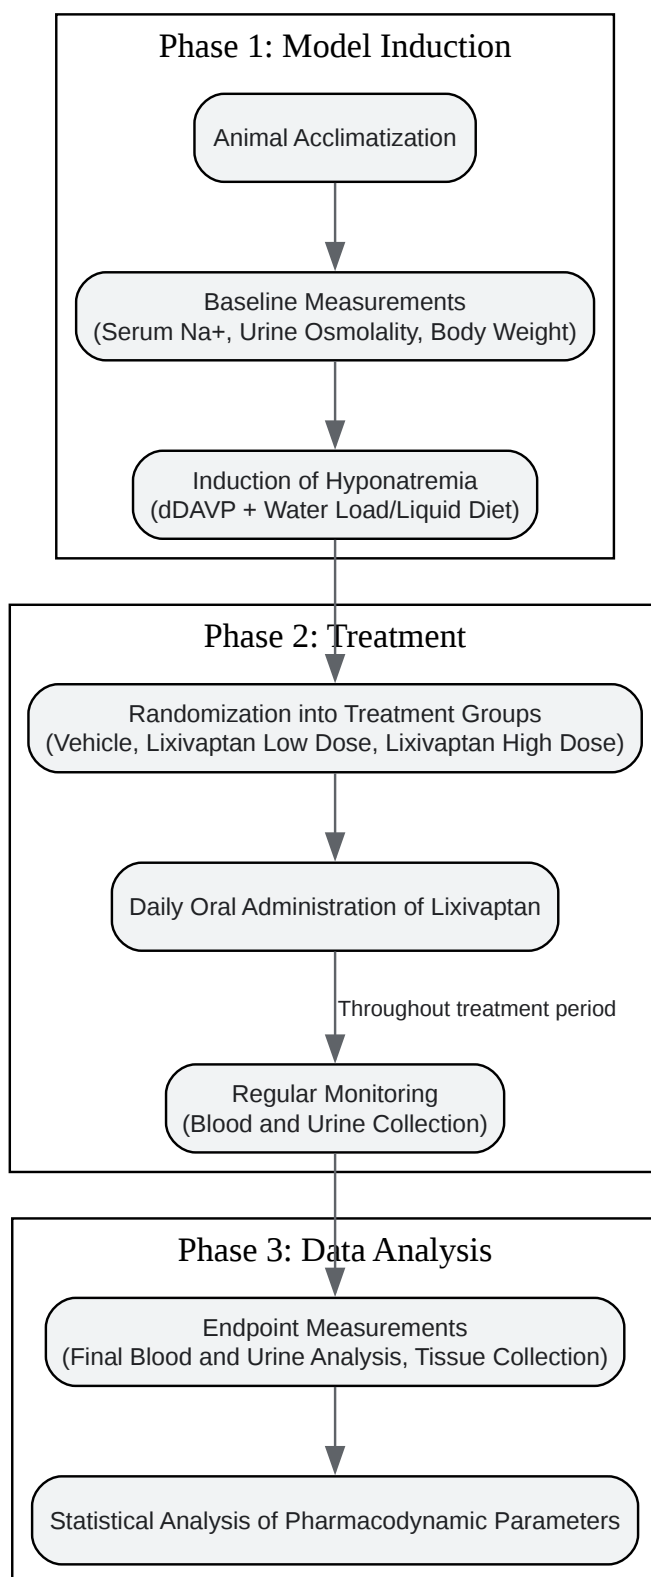 Phase 1: Model Induction
Animal Acclimatization
Baseline Measurements
(Serum Na+, Urine Osmolality, Body Weight)
Induction of Hyponatremia
(dDAVP + Water Load/Liquid Diet)
Phase 2: Treatment
Randomization into Treatment Groups
(Vehicle, Lixivaptan Low Dose, Lixivaptan High Dose)
Daily Oral Administration of Lixivaptan
Throughout treatment period
Regular Monitoring
(Blood and Urine Collection)
Phase 3: Data Analysis
Endpoint Measurements
(Final Blood and Urine Analysis, Tissue Collection)
Statistical Analysis of Pharmacodynamic Parameters